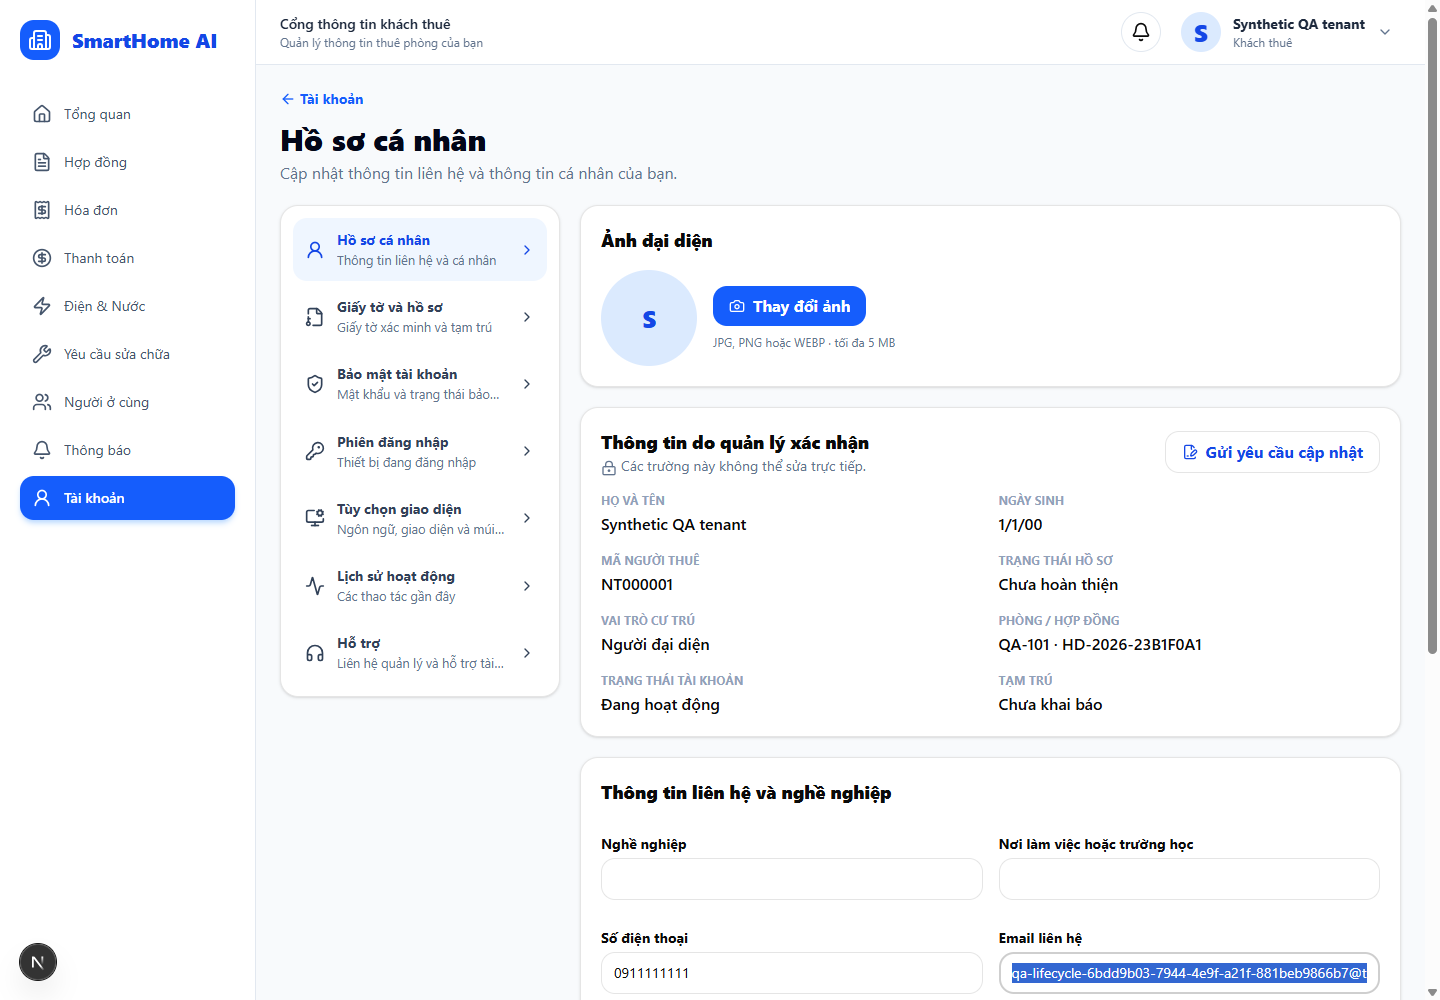 SmartHome AI
Tổng quan
Hợp đồng
Hóa đơn
Thanh toán
Điện & Nước
Yêu cầu sửa chữa
Người ở cùng
Thông báo
Tài khoản
N
Cổng thông tin khách thuê
Quản lý thông tin thuê phòng của bạn
S
Synthetic QA tenant
Khách thuê
Tài khoản
Hồ sơ cá nhân
Cập nhật thông tin liên hệ và thông tin cá nhân của bạn.
Hồ sơ cá nhân
Thông tin liên hệ và cá nhân
Giấy tờ và hồ sơ
Giấy tờ xác minh và tạm trú
Bảo mật tài khoản
Mật khẩu và trạng thái bảo...
Phiên đăng nhập
Thiết bị đang đăng nhập
Tùy chọn giao diện
Ngôn ngữ, giao diện và múi...
Lịch sử hoạt động
Các thao tác gần đây
Hỗ trợ
Liên hệ quản lý và hỗ trợ tài...
Ảnh đại diện
S
Thay đổi ảnh
JPG, PNG hoặc WEBP · tối đa 5 MB
Thông tin do quản lý xác nhận
Các trường này không thể sửa trực tiếp.
Gửi yêu cầu cập nhật
HỌ VÀ TÊN
Synthetic QA tenant
NGÀY SINH
1/1/00
MÃ NGƯỜI THUÊ
NT000001
TRẠNG THÁI HỒ SƠ
Chưa hoàn thiện
VAI TRÒ CƯ TRÚ
Người đại diện
PHÒNG / HỢP ĐỒNG
QA-101 · HD-2026-23B1F0A1
TRẠNG THÁI TÀI KHOẢN
Đang hoạt động
TẠM TRÚ
Chưa khai báo
Thông tin liên hệ và nghề nghiệp
Nghề nghiệp
Nơi làm việc hoặc trường học
Số điện thoại
0911111111
Email liên hệ
qa-lifecycle-6bdd9b03-7944-4e9f-a21f-881beb9866b7@t